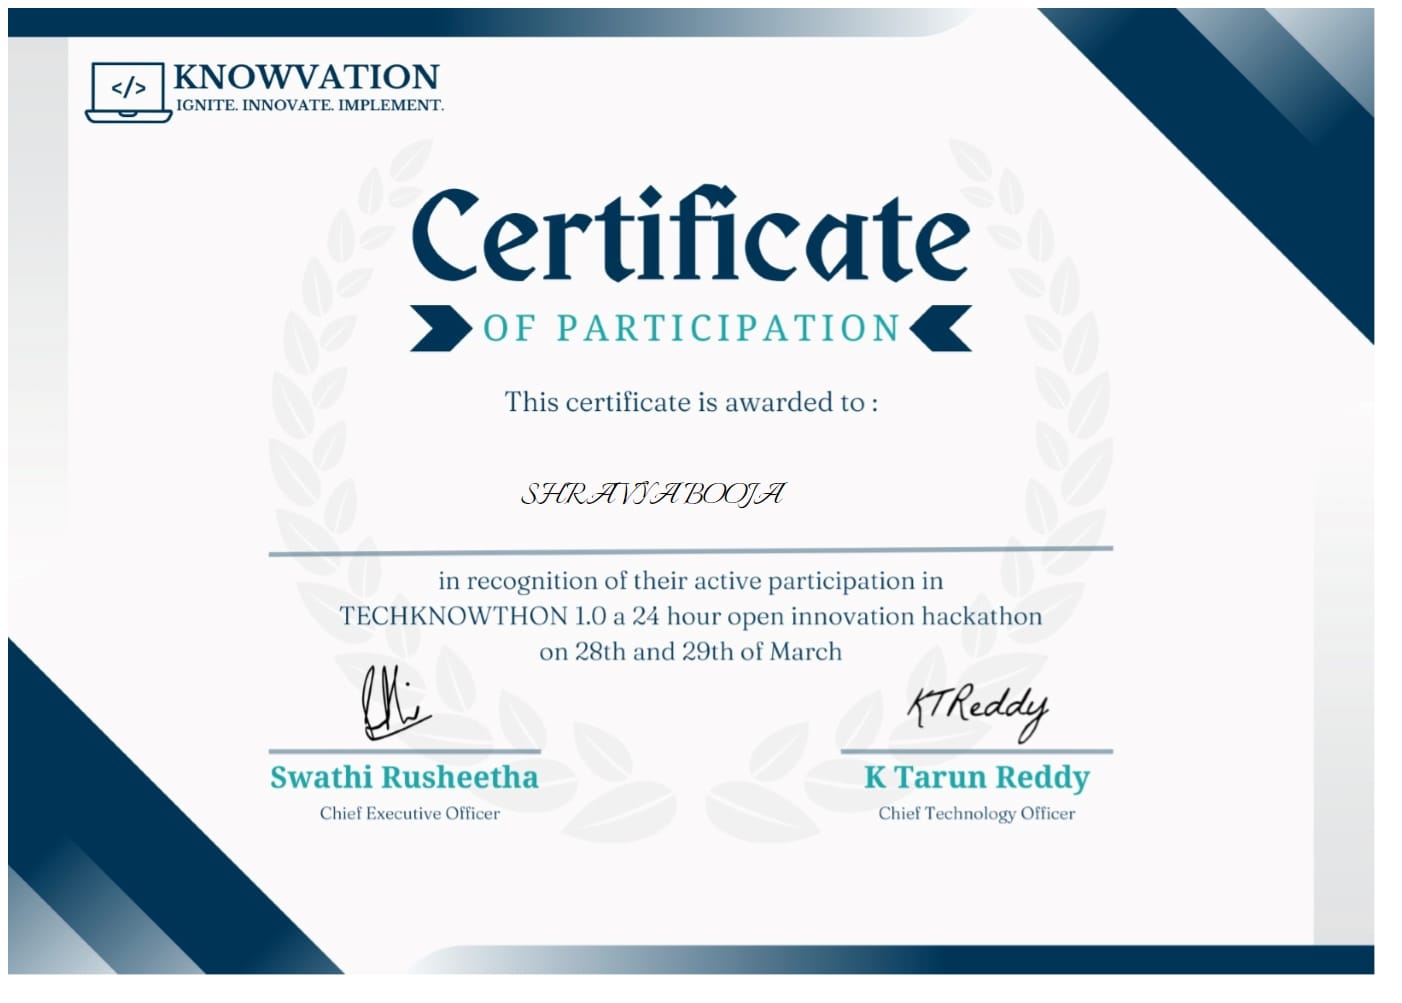 </>
KNOWVATION
IGNITE. INNOVATE. IMPLEMENT.
Certificate
OF PARTICIPATION
This certificate is awarded to :
SHRAVYA BOOJA
in recognition of their active participation in
TECHKNOWTHON 1.0 a 24 hour open innovation hackathon
on 28th and 29th of March
KTReddy
Swathi Rusheetha
K Tarun Reddy
Chief Executive Officer
Chief Technology Officer